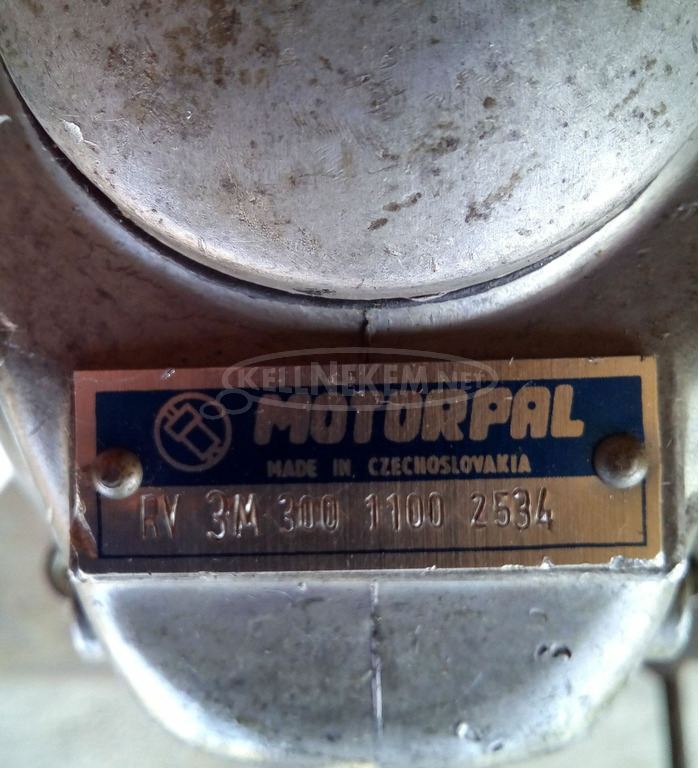 KELLNEKEM.NET
MOTORPAL
MADE IN CZECHOSLOVAKIA
RV 3M 300 1100 2534